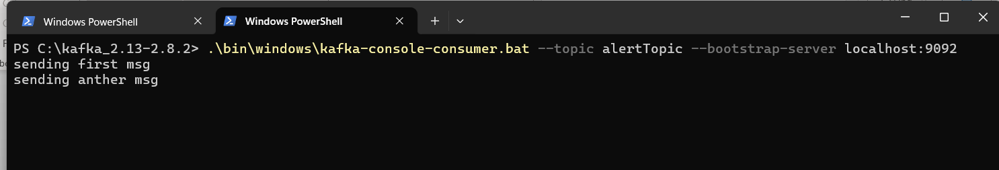 Windows PowerShell
Windows PowerShell
PS C:\kafka_2.13-2.8.2> .\bin\windows\kafka-console-consumer.bat --topic alertTopic --bootstrap-server localhost:9092
sending first msg
sending anther msg